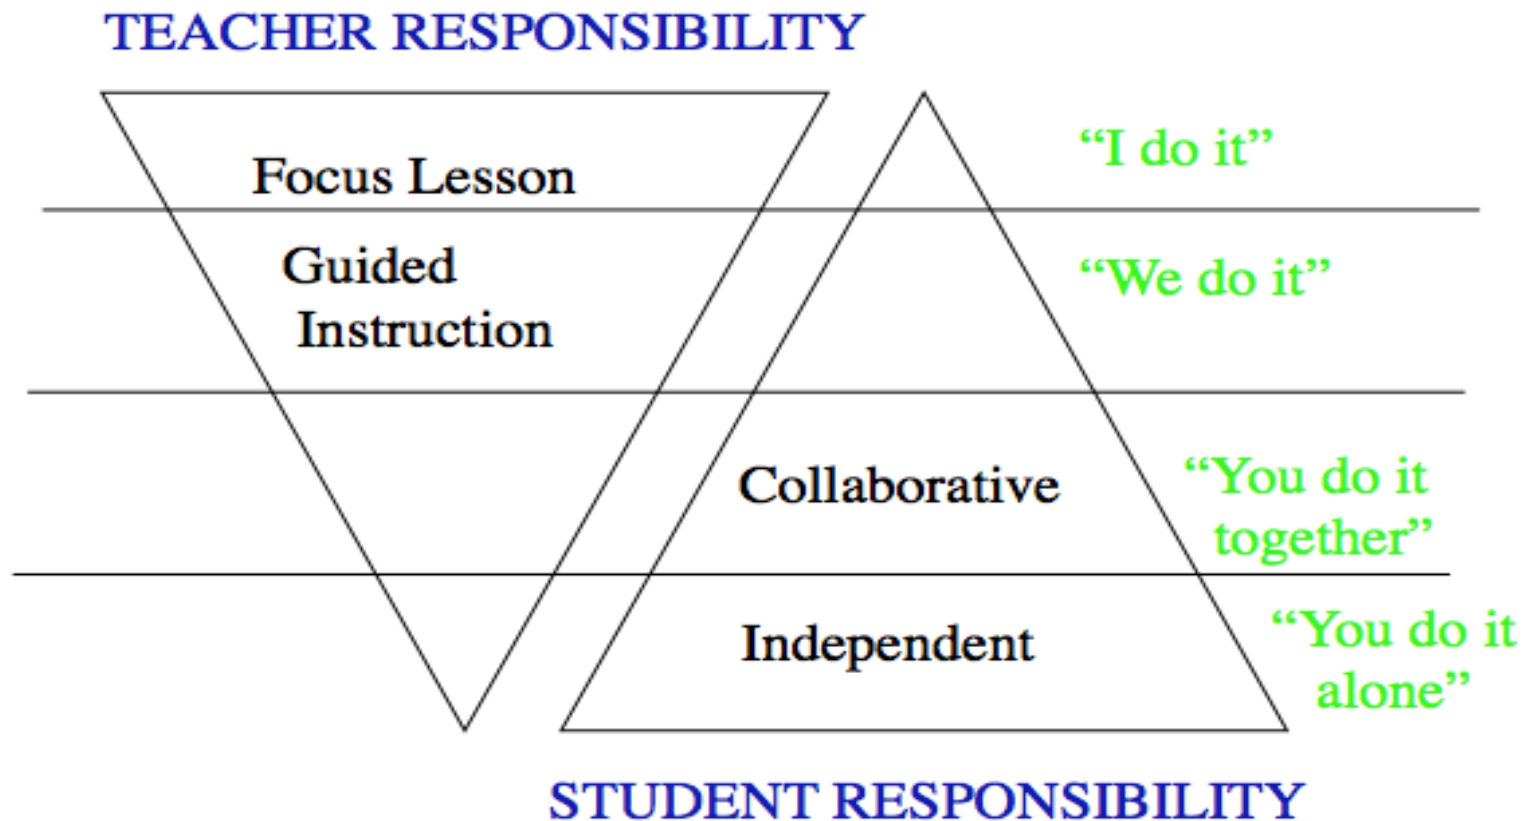 TEACHER RESPONSIBILITY
Focus Lesson
“I do it”
Guided
Instruction
“We do it”
Collaborative
“You do it
together”
Independent
“You do it
alone”
STUDENT RESPONSIBILITY